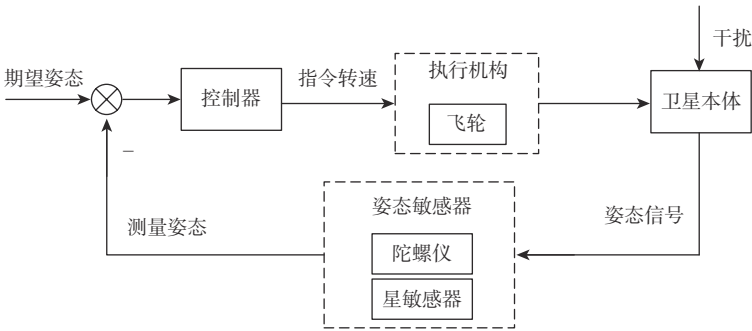 干扰
期望姿态
控制器
指令转速
执行机构
飞轮
卫星本体
−
测量姿态
姿态敏感器
陀螺仪
星敏感器
姿态信号